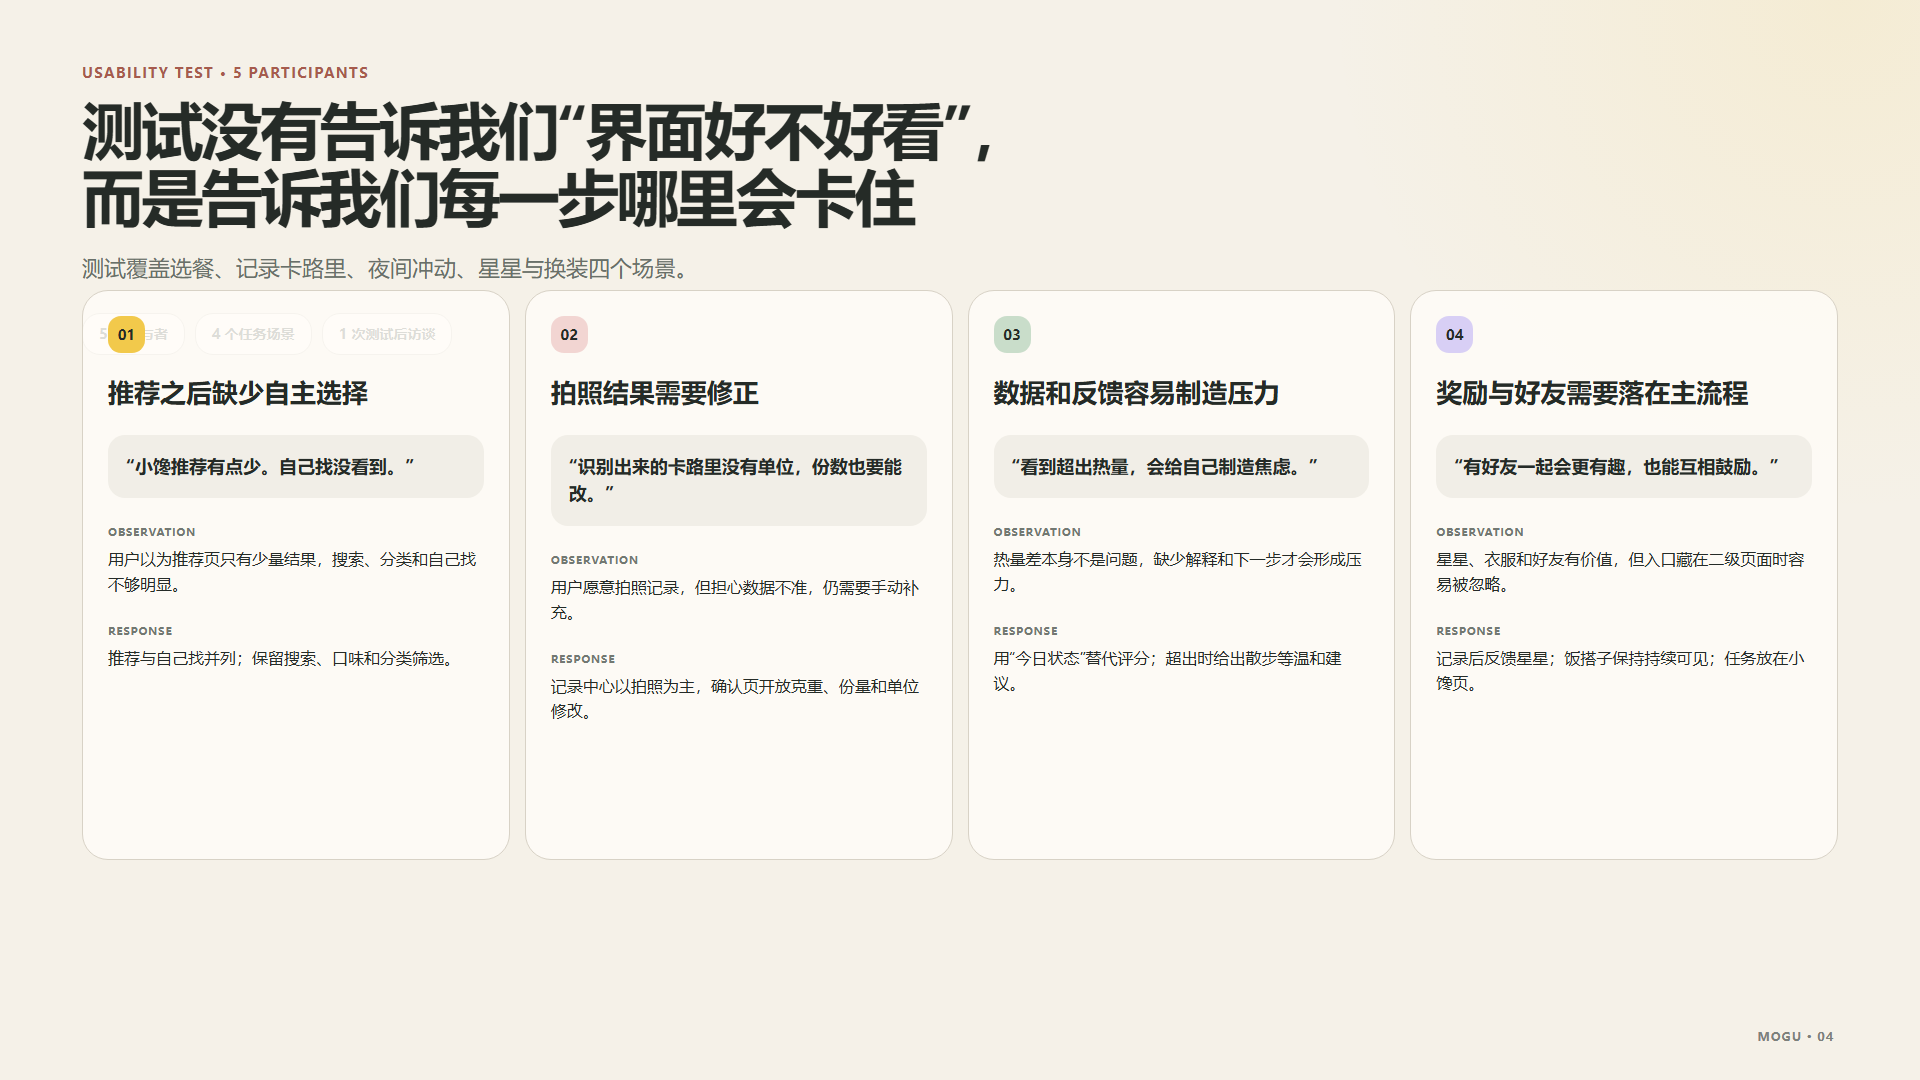 USABILITY TEST • 5 PARTICIPANTS
测试没有告诉我们“界面好不好看”,
而是告诉我们每一步哪里会卡住
测试覆盖选餐、记录卡路里、夜间冲动、星星与换装四个场景。
5
者
4 个任务场景
1 次测试后访谈
01
推荐之后缺少自主选择
“小馋推荐有点少。自己找没看到。”
OBSERVATION
用户以为推荐页只有少量结果，搜索、分类和自己找
不够明显。
RESPONSE
推荐与自己找并列；保留搜索、口味和分类筛选。
02
拍照结果需要修正
“识别出来的卡路里没有单位，份数也要能
改。”
OBSERVATION
用户愿意拍照记录，但担心数据不准，仍需要手动补
充。
RESPONSE
记录中心以拍照为主，确认页开放克重、份量和单位
修改。
03
数据和反馈容易制造压力
“看到超出热量，会给自己制造焦虑。”
OBSERVATION
热量差本身不是问题，缺少解释和下一步才会形成压
力。
RESPONSE
用“今日状态”替代评分；超出时给出散步等温和建
议。
04
奖励与好友需要落在主流程
“有好友一起会更有趣，也能互相鼓励。”
OBSERVATION
星星、衣服和好友有价值，但入口藏在二级页面时容
易被忽略。
RESPONSE
记录后反馈星星；饭搭子保持持续可见；任务放在小
馋页。
MOGU • 04